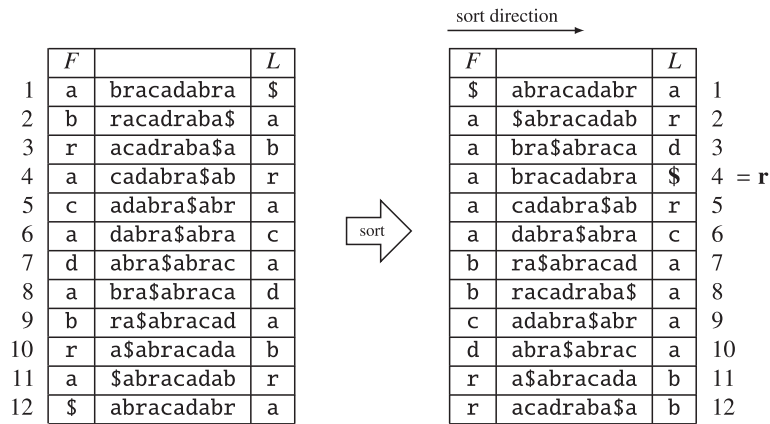 sort direction
F L F L
1 a bracadabra $ $ abracadabr a 1
2 b racadraba$ a a $abracadab r 2
3 r acadraba$a b a bra$abraca d 3
4 a cadabra$ab r a bracadabra $ 4 = r
5 c adabra$abr a a cadabra$ab r 5
6 a dabra$abra c sort a dabra$abra c 6
7 d abra$abrac a b ra$abracad a 7
8 a bra$abraca d b racadraba$ a 8
9 b ra$abracad a c adabra$abr a 9
10 r a$abracada b d abra$abrac a 10
11 a $abracadab r r a$abracada b 11
12 $ abracadabr a r acadraba$a b 12